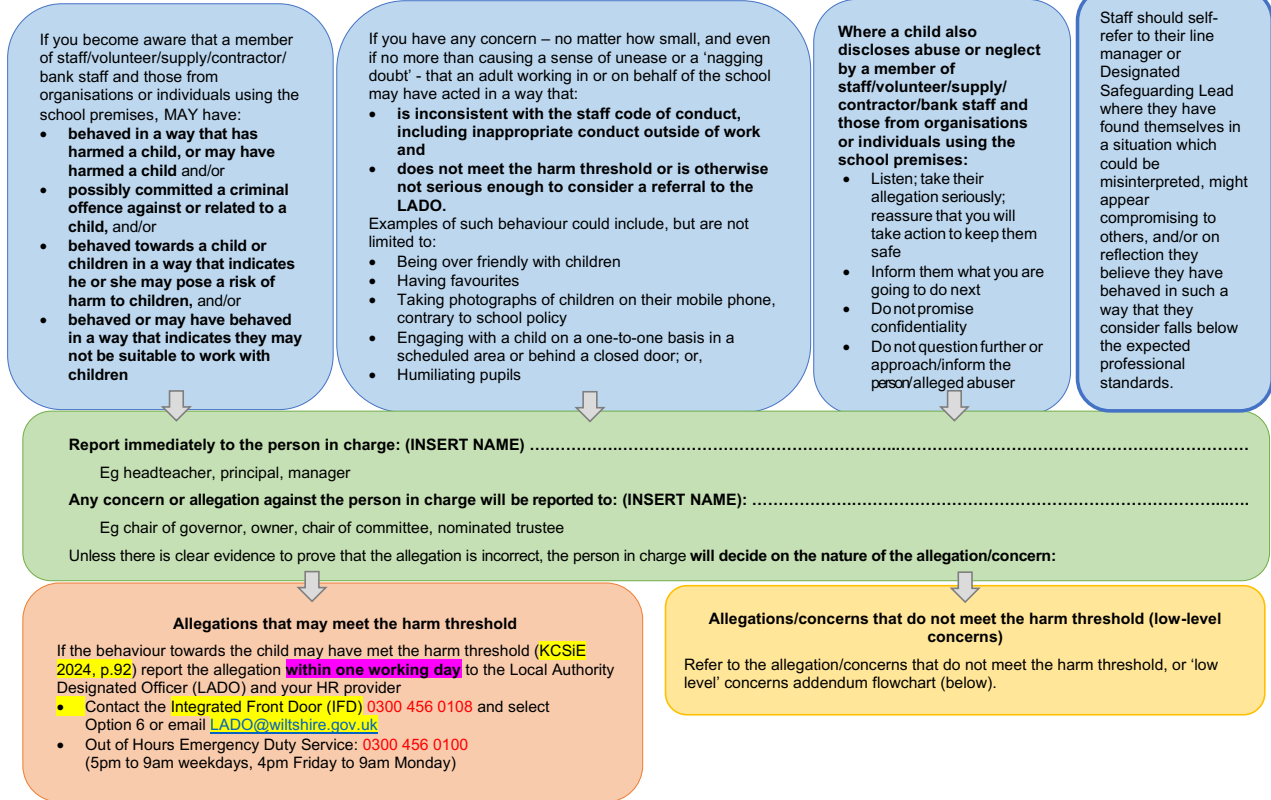 If you become aware that a member
of staff/volunteer/supply/contractor/
bank staff and those from
organisations or individuals using the
school premises, MAY have:
• behaved in a way that has
harmed a child, or may have
harmed a child and/or
• possibly committed a criminal
offence against or related to a
child, and/or
• behaved towards a child or
children in a way that indicates
he or she may pose a risk of
harm to children, and/or
• behaved or may have behaved
in a way that indicates they may
not be suitable to work with
children
If you have any concern – no matter how small, and even
if no more than causing a sense of unease or a ‘nagging
doubt’ - that an adult working in or on behalf of the school
may have acted in a way that:
• is inconsistent with the staff code of conduct,
including inappropriate conduct outside of work
and
• does not meet the harm threshold or is otherwise
not serious enough to consider a referral to the
LADO.
Examples of such behaviour could include, but are not
limited to:
• Being over friendly with children
• Having favourites
• Taking photographs of children on their mobile phone,
contrary to school policy
• Engaging with a child on a one-to-one basis in a
scheduled area or behind a closed door; or,
• Humiliating pupils
Where a child also
discloses abuse or neglect
by a member of
staff/volunteer/supply/
contractor/bank staff and
those from organisations
or individuals using the
school premises:
• Listen; take their
allegation seriously;
reassure that you will
take action to keep them
safe
• Inform them what you are
going to do next
• Do not promise
confidentiality
• Do not question further or
approach/inform the
person/alleged abuser
Staff should self-
refer to their line
manager or
Designated
Safeguarding Lead
where they have
found themselves in
a situation which
could be
misinterpreted, might
appear
compromising to
others, and/or on
reflection they
believe they have
behaved in such a
way that they
consider falls below
the expected
professional
standards.
Report immediately to the person in charge: (INSERT NAME) ………………………………………………………………………………
Eg headteacher, principal, manager
Any concern or allegation against the person in charge will be reported to: (INSERT NAME): ……………………………………………………
Eg chair of governor, owner, chair of committee, nominated trustee
Unless there is clear evidence to prove that the allegation is incorrect, the person in charge will decide on the nature of the allegation/concern:
Allegations that may meet the harm threshold
If the behaviour towards the child may have met the harm threshold (KCSiE
2024, p.92) report the allegation within one working day to the Local Authority
Designated Officer (LADO) and your HR provider
• Contact the Integrated Front Door (IFD) 0300 456 0108 and select
Option 6 or email LADO@wiltshire.gov.uk
• Out of Hours Emergency Duty Service: 0300 456 0100
(5pm to 9am weekdays, 4pm Friday to 9am Monday)
Allegations/concerns that do not meet the harm threshold (low-level
concerns)
Refer to the allegation/concerns that do not meet the harm threshold, or ‘low
level’ concerns addendum flowchart (below).